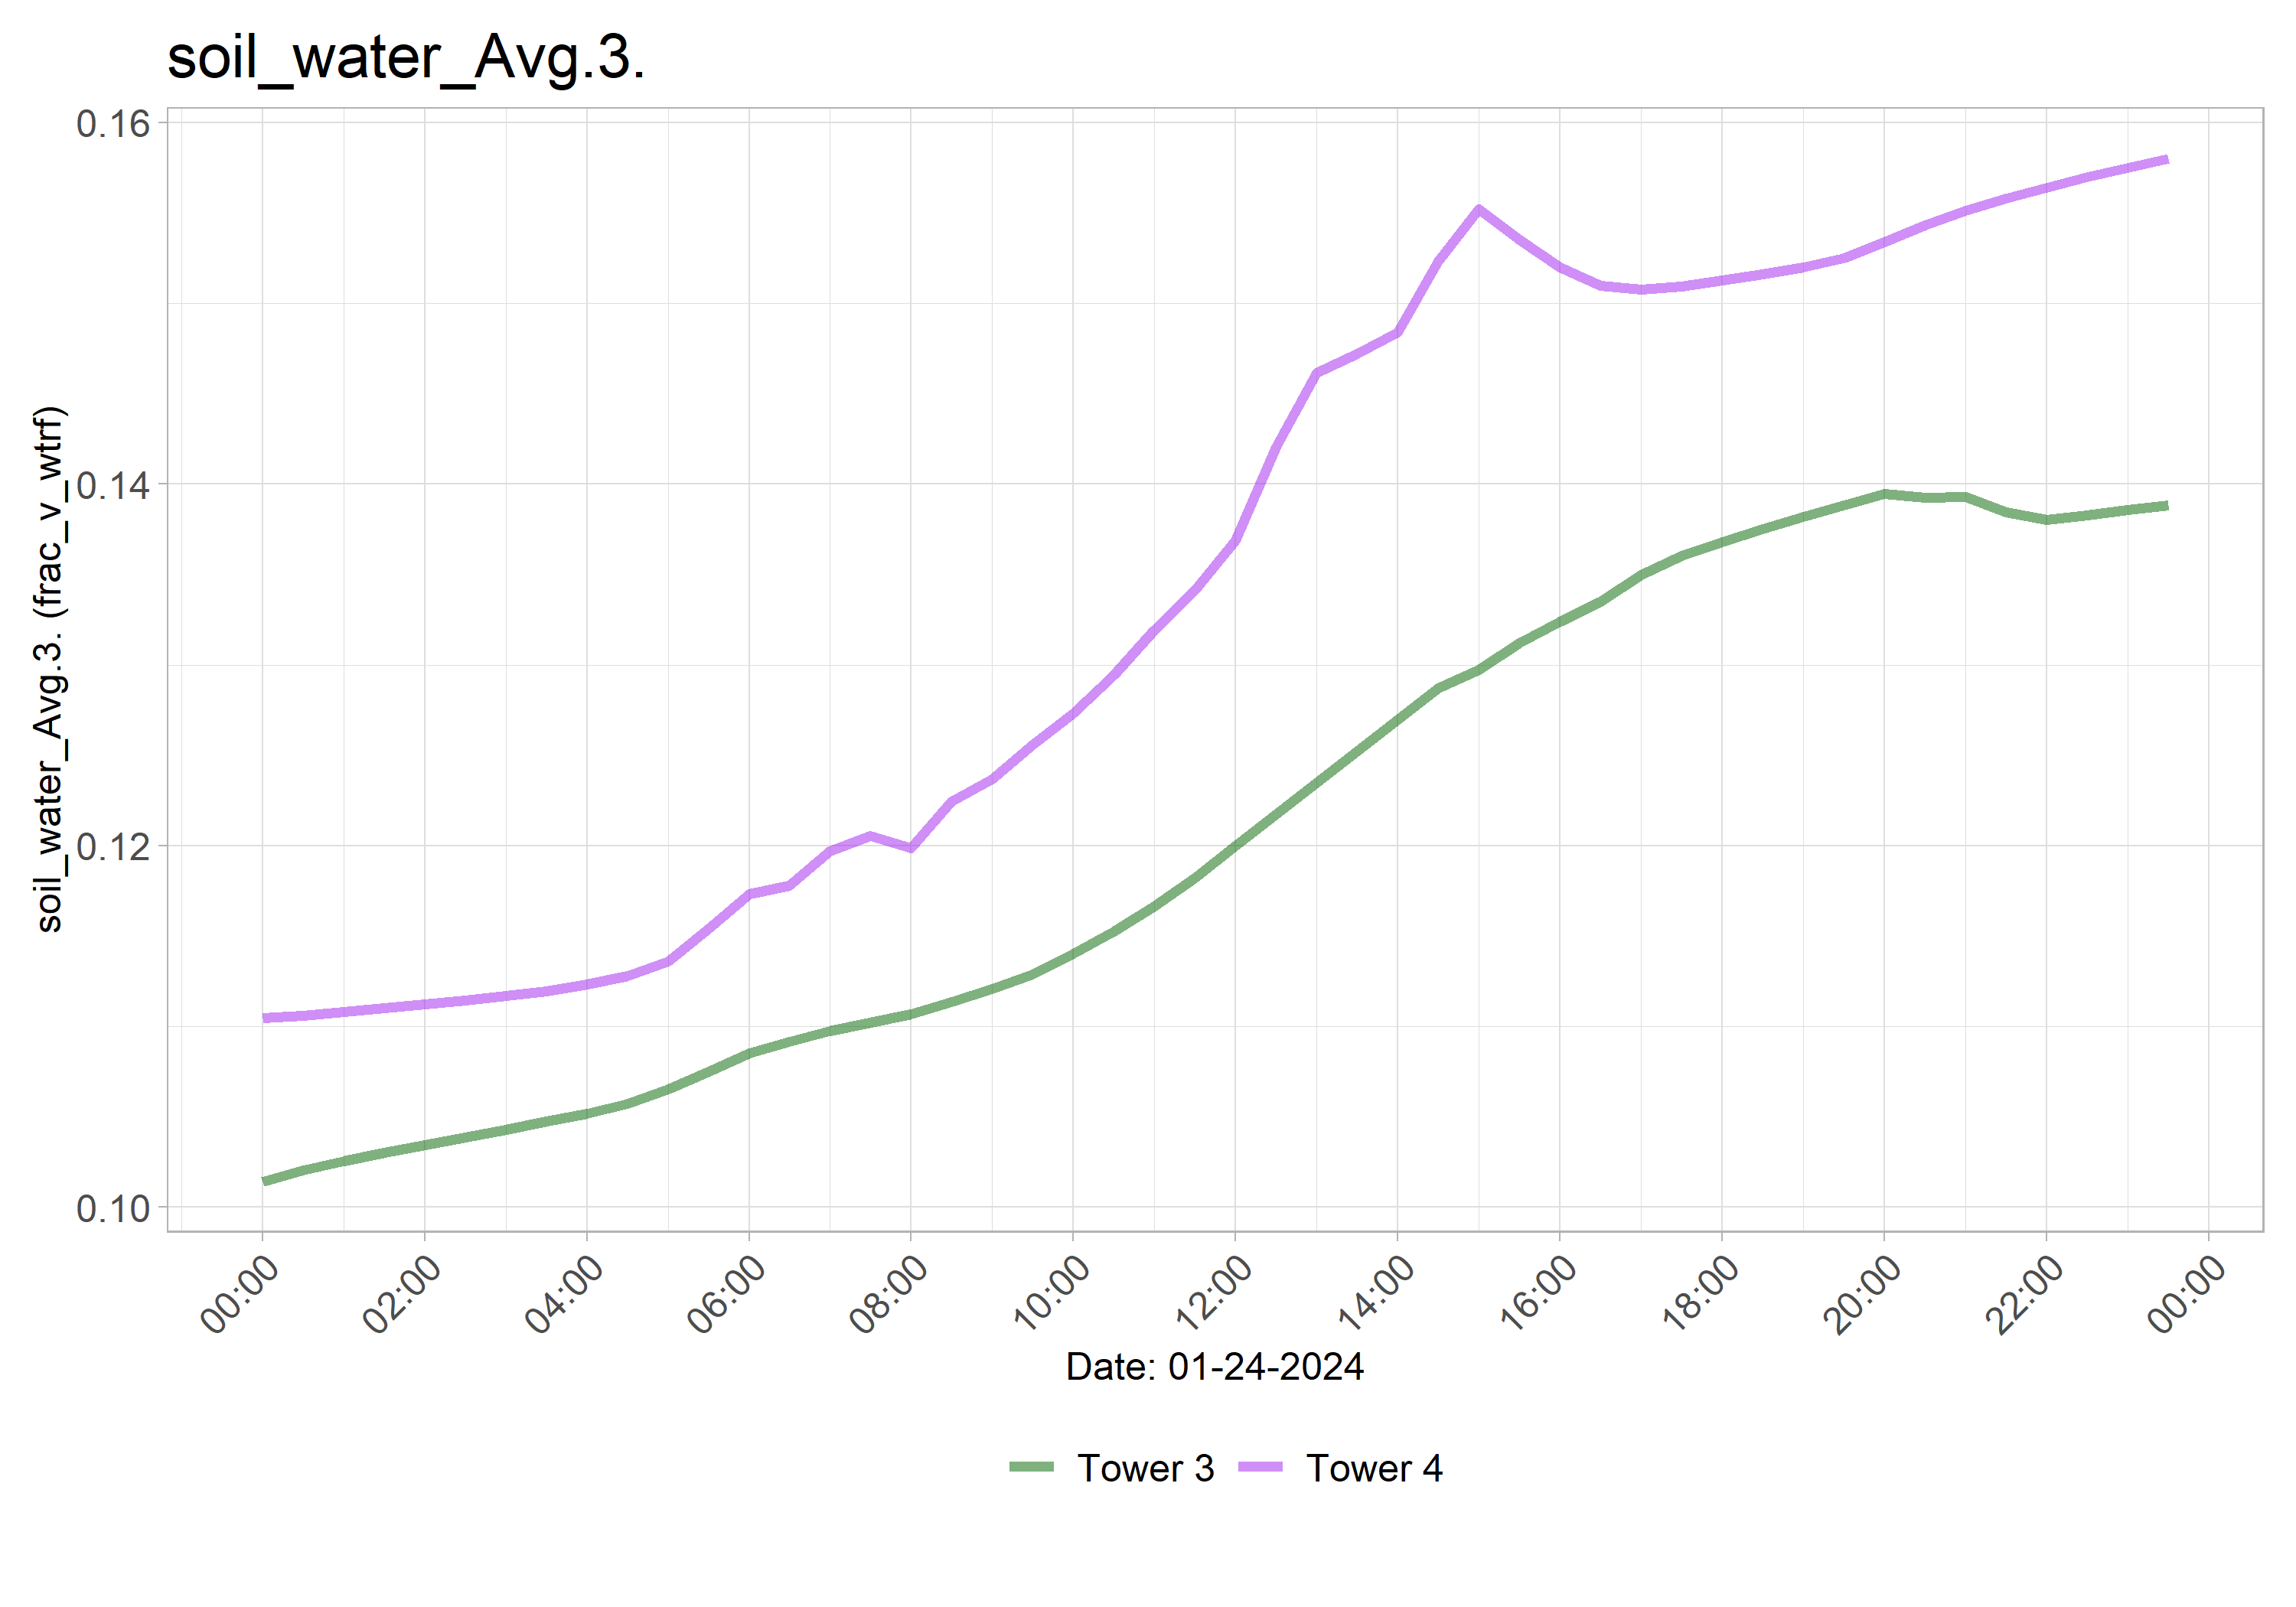 soil_water_Avg.3.
soil_water_Avg.3. (frac_v_wtrf)
0.16
0.14
0.12
0.10
00:00 02:00 04:00 06:00 08:00 10:00 12:00 14:00 16:00 18:00 20:00 22:00 00:00
Date: 01-24-2024
Tower 3 Tower 4